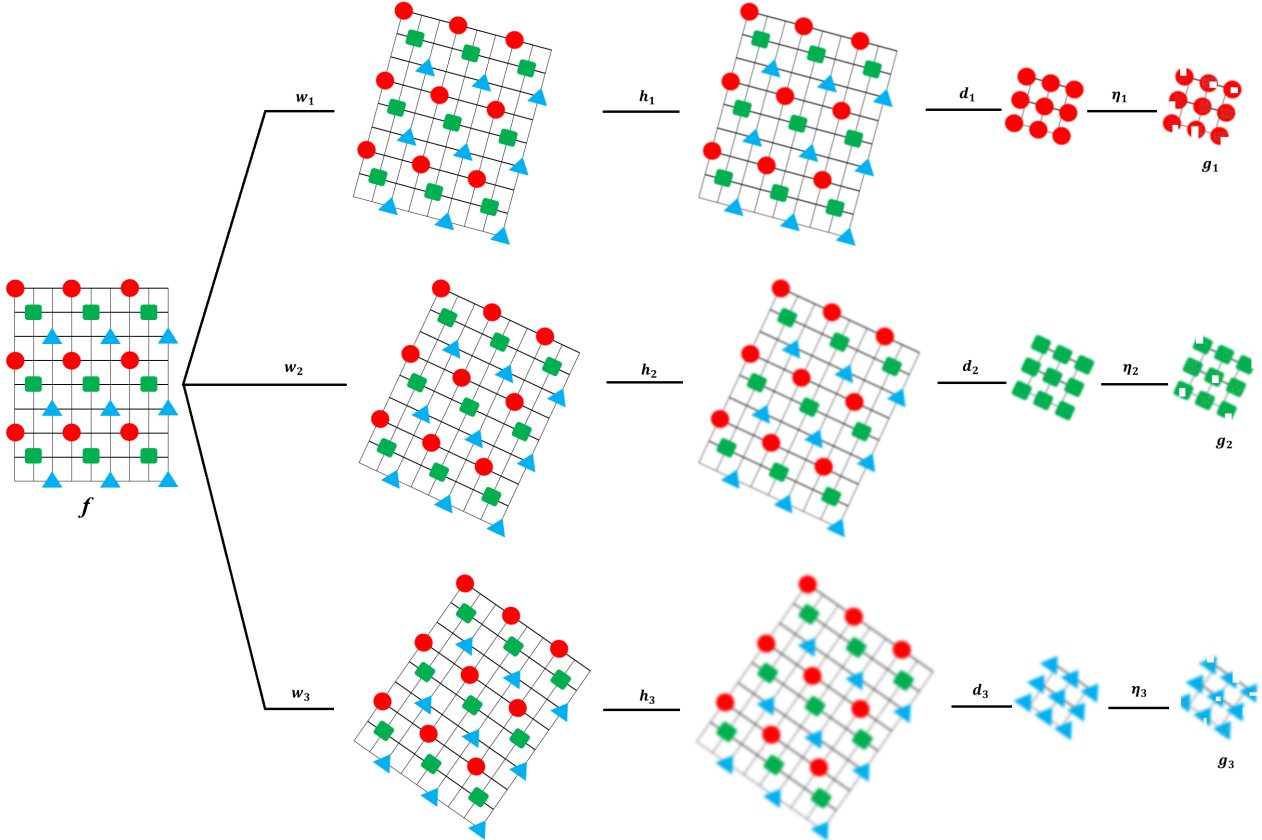 w₁ h₁ d₁ η₁
g₁
w₂ h₂ d₂ η₂
g₂
f
w₃ h₃ d₃ η₃
g₃